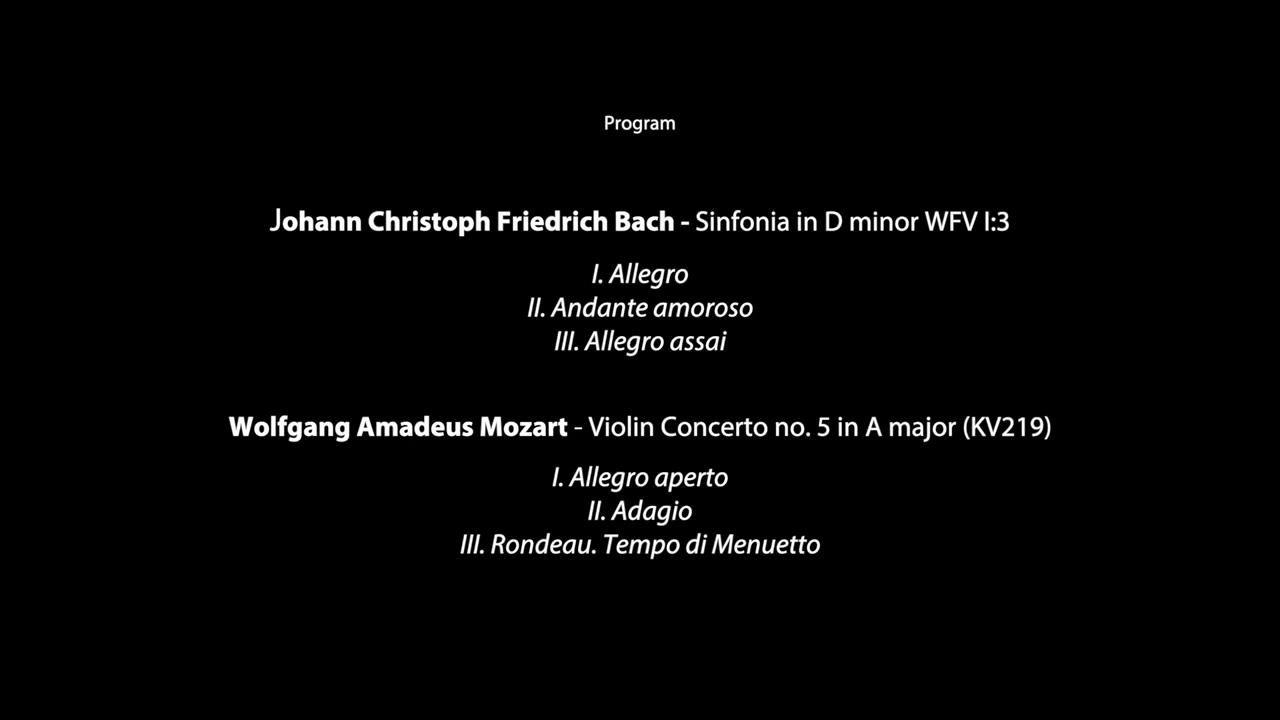 Program
Johann Christoph Friedrich Bach - Sinfonia in D minor WFV I:3
I. Allegro
II. Andante amoroso
III. Allegro assai
Wolfgang Amadeus Mozart - Violin Concerto no. 5 in A major (KV219)
I. Allegro aperto
II. Adagio
III. Rondeau. Tempo di Menuetto